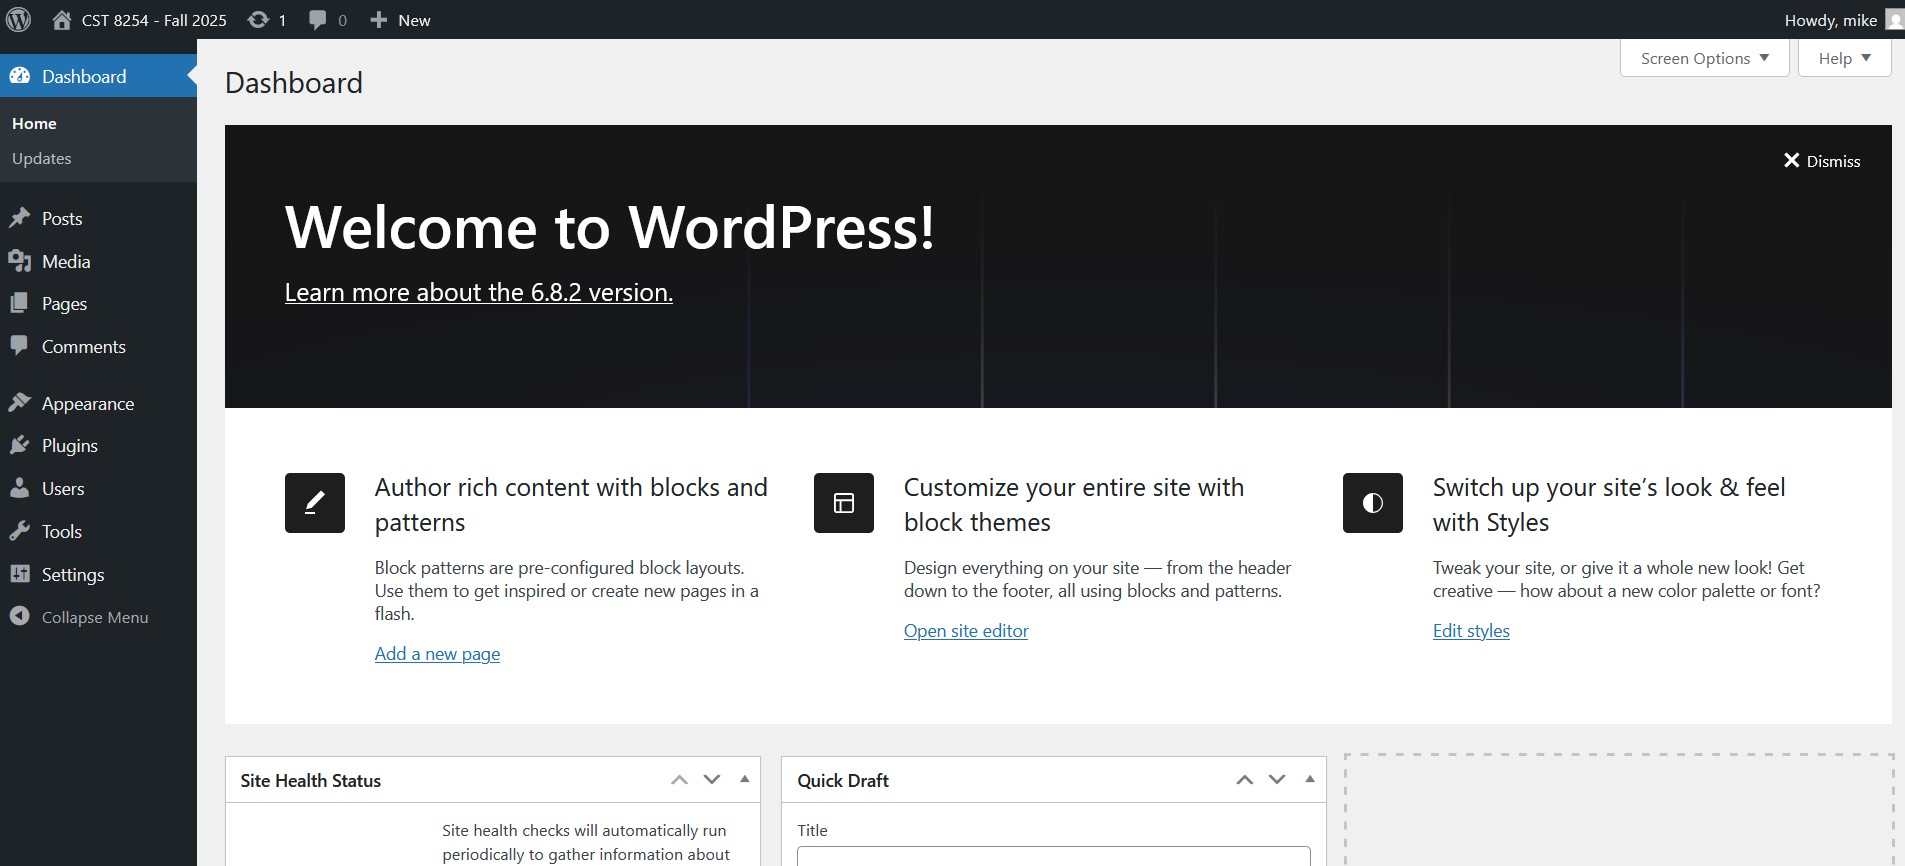 CST 8254 - Fall 2025
1
0
New
Howdy, mike
Dashboard
Home
Updates
Posts
Media
Pages
Comments
Appearance
Plugins
Users
Tools
Settings
Collapse Menu
Screen Options
Help
Dashboard
Dismiss
Welcome to WordPress!
Learn more about the 6.8.2 version.
Author rich content with blocks and
patterns
Block patterns are pre-configured block layouts.
Use them to get inspired or create new pages in a
flash.
Add a new page
Customize your entire site with
block themes
Design everything on your site — from the header
down to the footer, all using blocks and patterns.
Open site editor
Switch up your site’s look & feel
with Styles
Tweak your site, or give it a whole new look! Get
creative — how about a new color palette or font?
Edit styles
Site Health Status
Site health checks will automatically run
periodically to gather information about
Quick Draft
Title